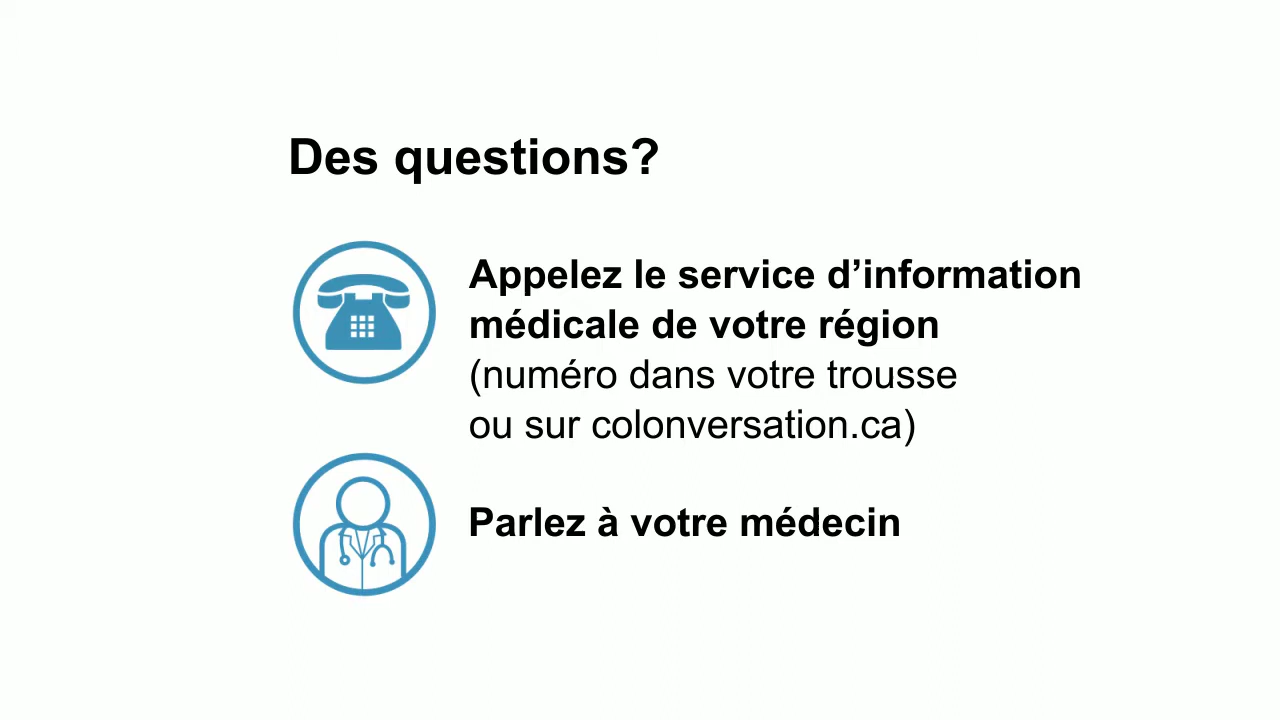 Des questions?
Appelez le service d’information
médicale de votre région
(numéro dans votre trousse
ou sur colonversation.ca)
Parlez à votre médecin